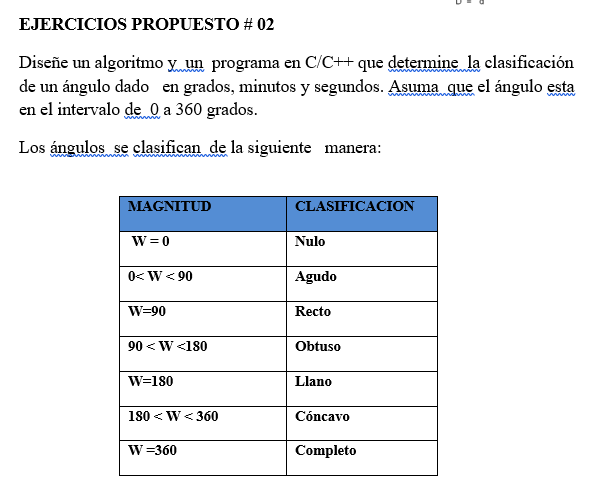 EJERCICIOS PROPUESTO # 02
Diseñe un algoritmo y un programa en C/C++ que determine la clasificación
de un ángulo dado en grados, minutos y segundos. Asuma que el ángulo esta
en el intervalo de 0 a 360 grados.
Los ángulos se clasifican de la siguiente manera:
MAGNITUD CLASIFICACION
W = 0 Nulo
0< W < 90 Agudo
W=90 Recto
90 < W <180 Obtuso
W=180 Llano
180 < W < 360 Cóncavo
W =360 Completo